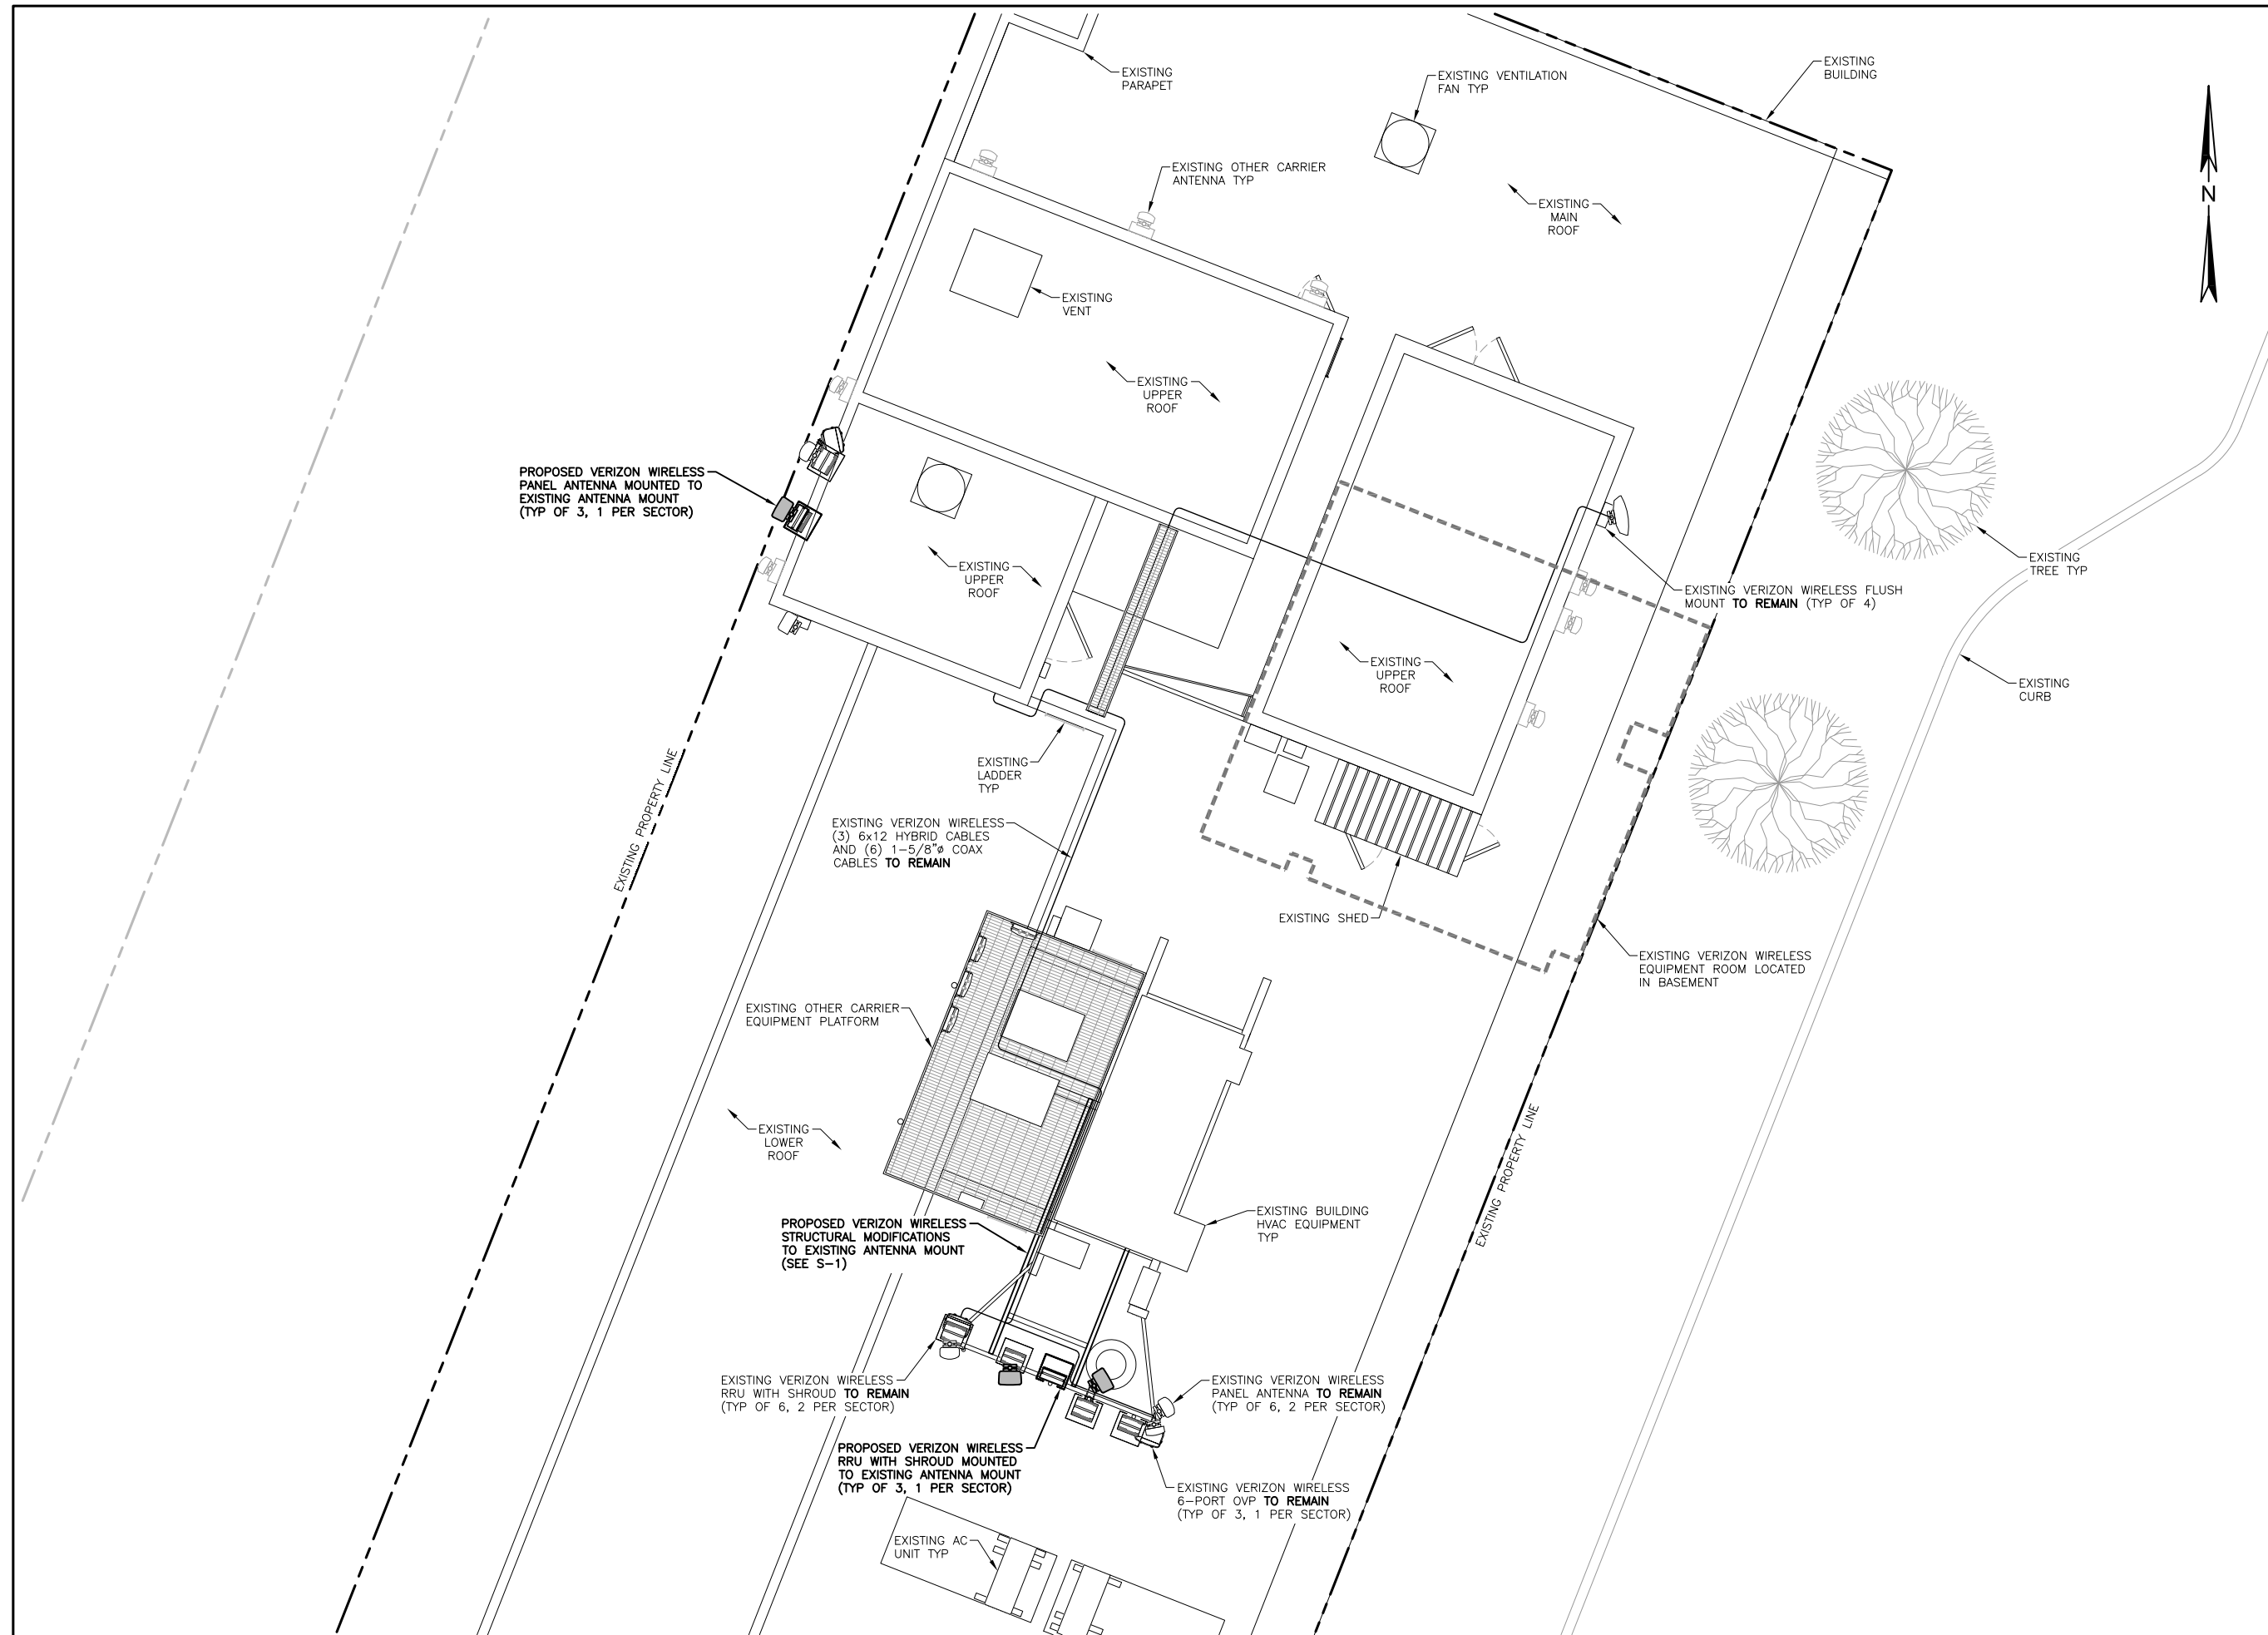 EXISTING
PARAPET
EXISTING VENTILATION
FAN TYP
EXISTING
BUILDING
N
EXISTING OTHER CARRIER
ANTENNA TYP
EXISTING
MAIN
ROOF
EXISTING
VENT
EXISTING
UPPER
ROOF
PROPOSED VERIZON WIRELESS
PANEL ANTENNA MOUNTED TO
EXISTING ANTENNA MOUNT
(TYP OF 3, 1 PER SECTOR)
EXISTING
UPPER
ROOF
EXISTING
TREE TYP
EXISTING VERIZON WIRELESS FLUSH
MOUNT TO REMAIN (TYP OF 4)
EXISTING
UPPER
ROOF
EXISTING
CURB
EXISTING
LADDER
TYP
EXISTING PROPERTY LINE
EXISTING VERIZON WIRELESS
(3) 6x12 HYBRID CABLES
AND (6) 1-5/8"ø COAX
CABLES TO REMAIN
EXISTING SHED
EXISTING VERIZON WIRELESS
EQUIPMENT ROOM LOCATED
IN BASEMENT
EXISTING OTHER CARRIER
EQUIPMENT PLATFORM
EXISTING
LOWER
ROOF
EXISTING PROPERTY LINE
PROPOSED VERIZON WIRELESS
STRUCTURAL MODIFICATIONS
TO EXISTING ANTENNA MOUNT
(SEE S-1)
EXISTING BUILDING
HVAC EQUIPMENT
TYP
EXISTING VERIZON WIRELESS
RRU WITH SHROUD TO REMAIN
(TYP OF 6, 2 PER SECTOR)
EXISTING VERIZON WIRELESS
PANEL ANTENNA TO REMAIN
(TYP OF 6, 2 PER SECTOR)
PROPOSED VERIZON WIRELESS
RRU WITH SHROUD MOUNTED
TO EXISTING ANTENNA MOUNT
(TYP OF 3, 1 PER SECTOR)
EXISTING VERIZON WIRELESS
6-PORT OVP TO REMAIN
(TYP OF 3, 1 PER SECTOR)
EXISTING AC
UNIT TYP